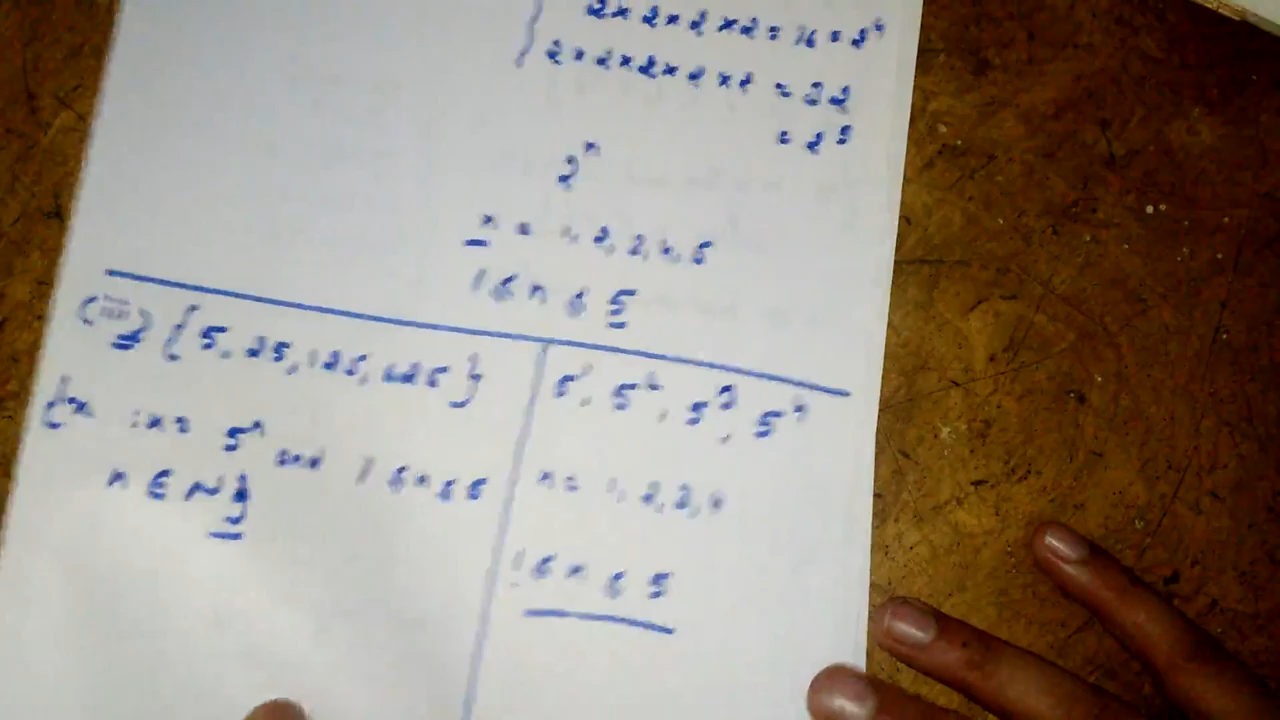 2×2×2×2=16=2⁴
2×2×2×2×2 = 32
= 2⁵
2ⁿ
n = 1, 2, 3, 4, 5
1 ≤ n ≤ 5
(iii) {5, 25, 125, 625}
{x : x = 5ⁿ and 1 ≤ n ≤ 5
n ∈ N}
5¹, 5², 5³, 5⁴
n = 1, 2, 3, 4
1 ≤ n ≤ 5